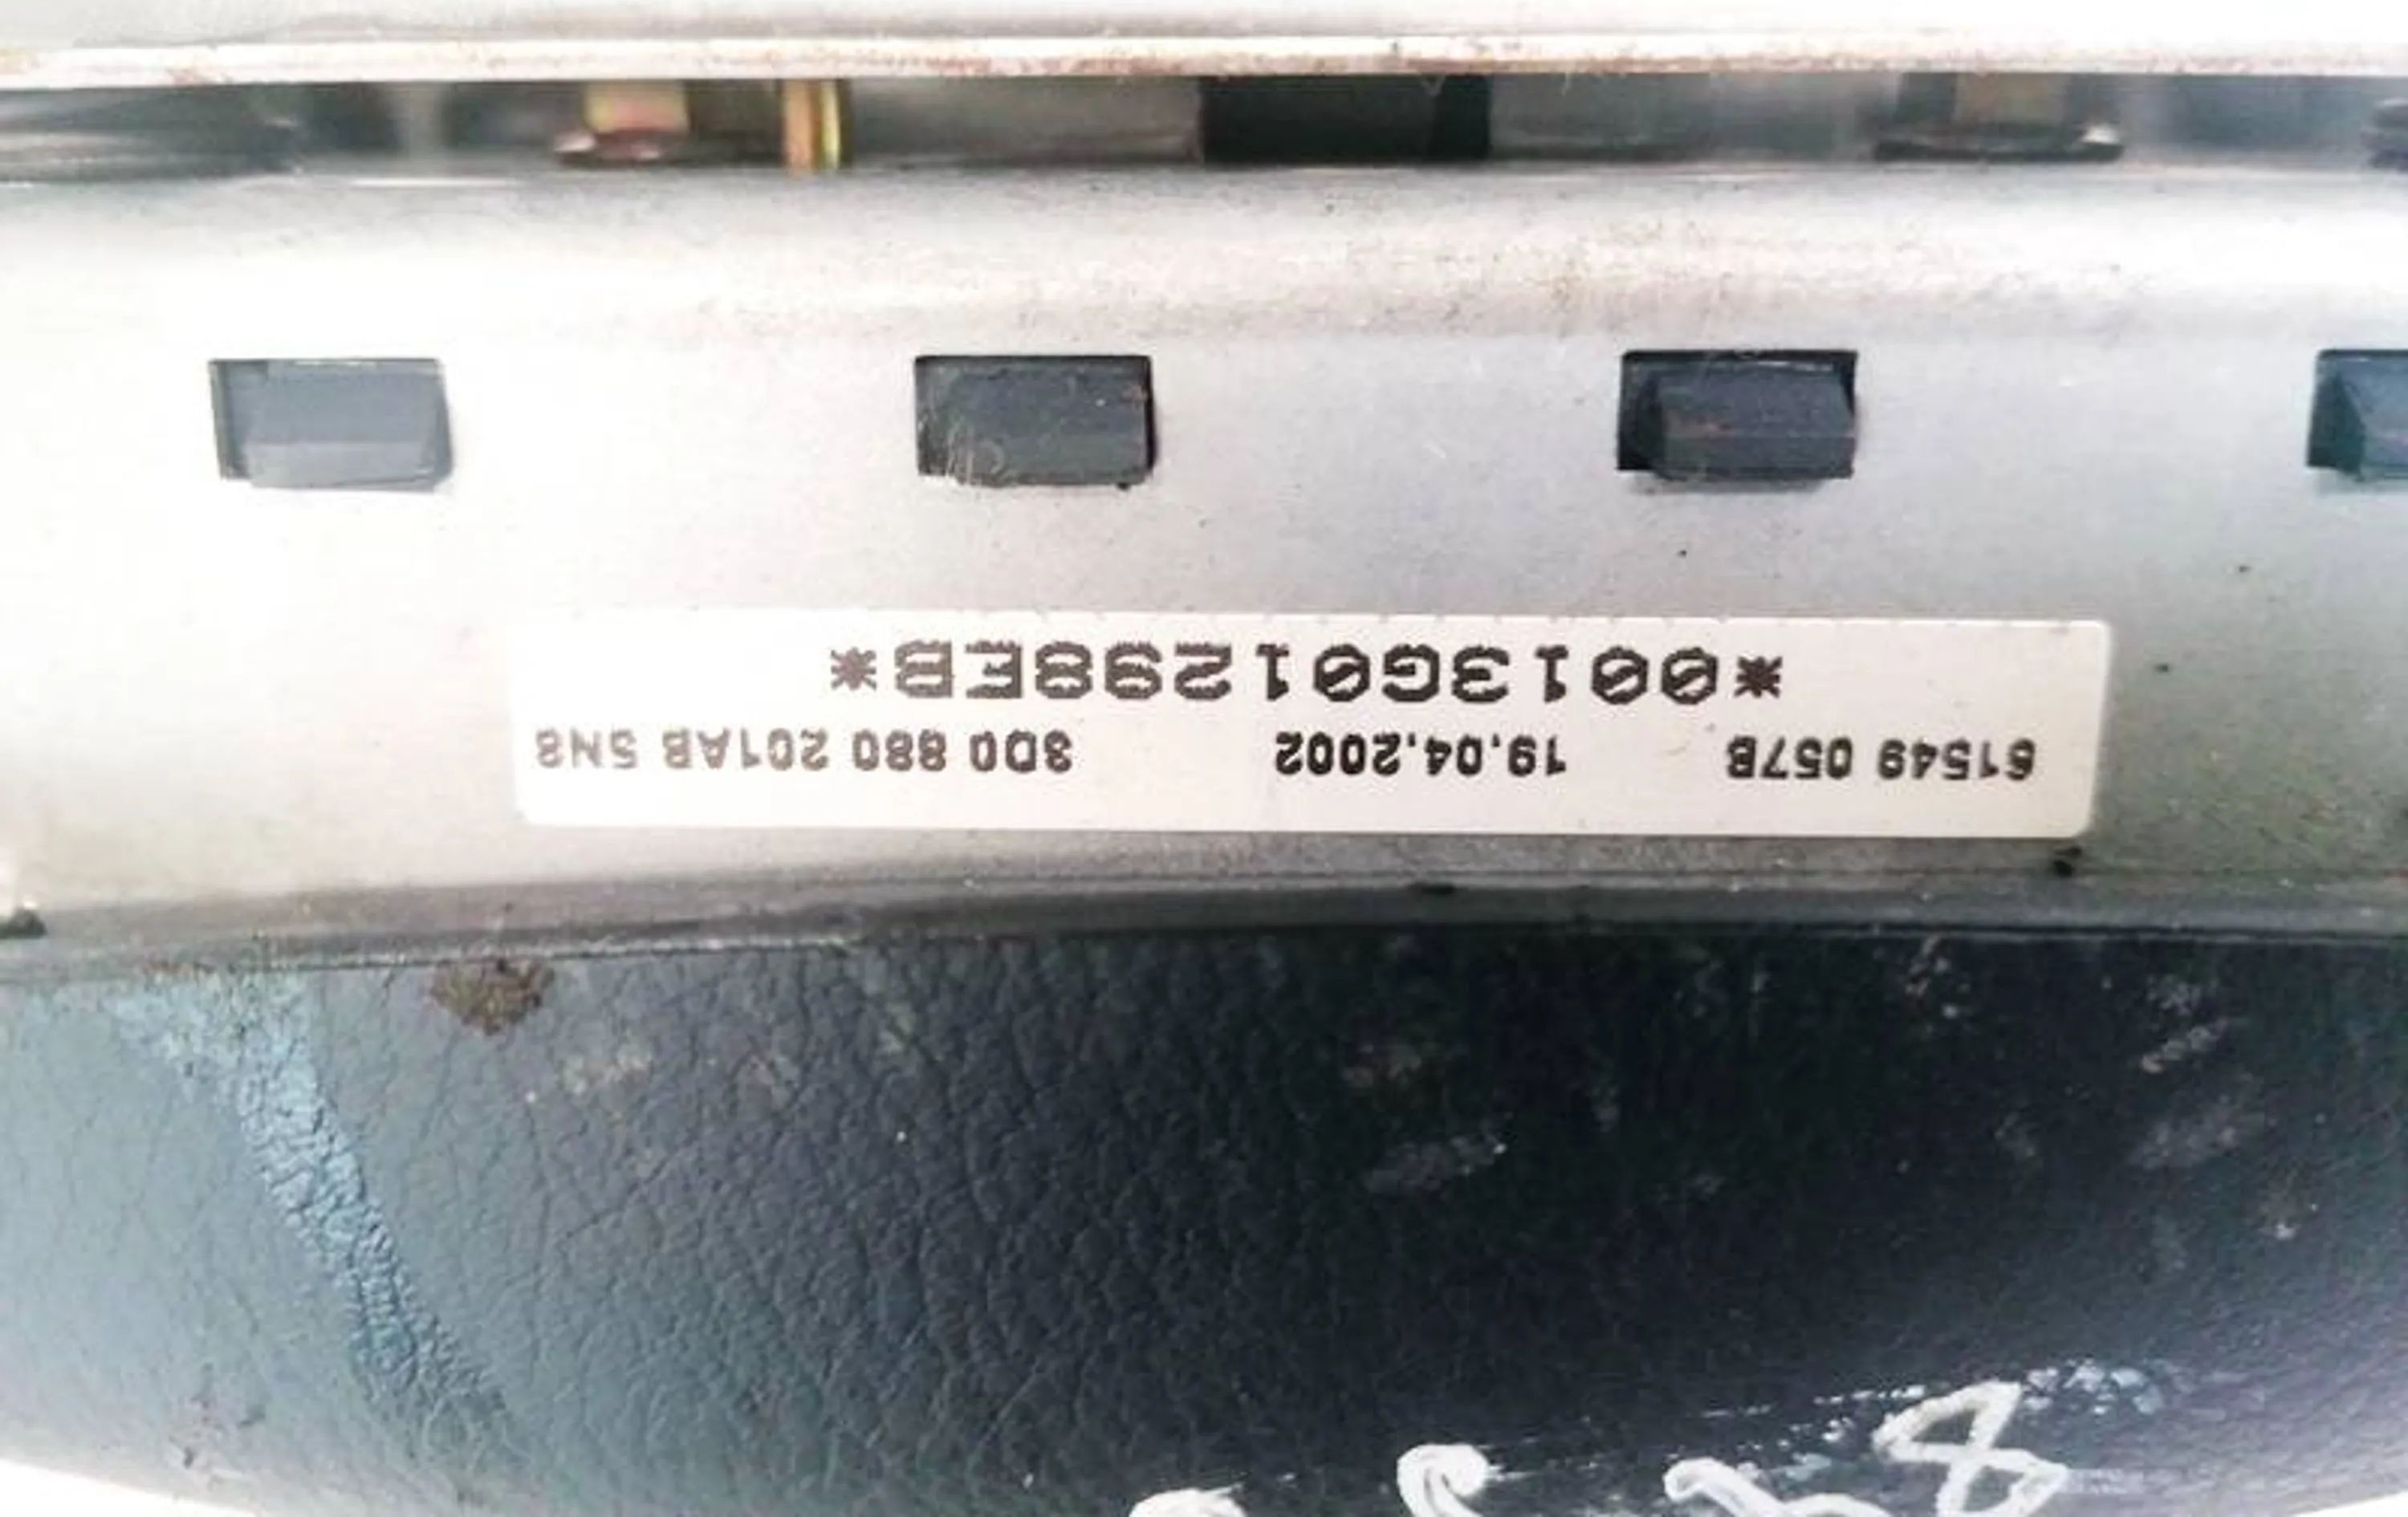 61549 057B 19.04.2002 3D0 880 201AB 5N8
*0013G01298EB*